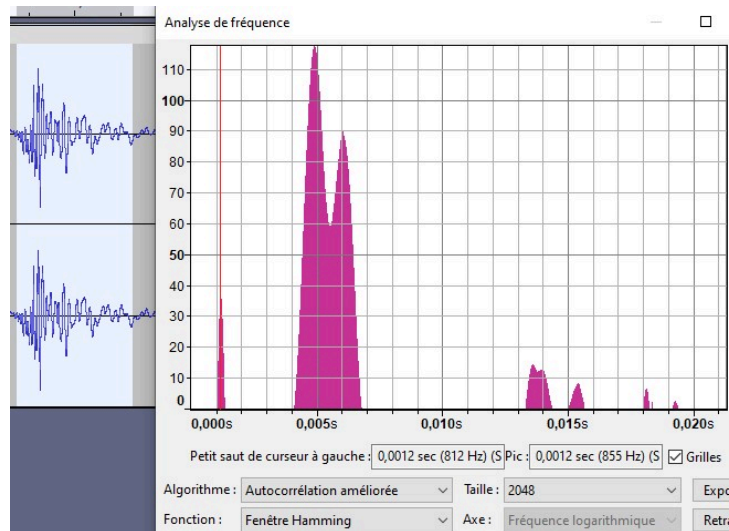 Analyse de fréquence
110
100
90
80
70
60
50
40
30
20
10
0
0,000s 0,005s 0,010s 0,015s 0,020s
Petit saut de curseur à gauche : 0,0012 sec (812 Hz) (S Pic : 0,0012 sec (855 Hz) (S Grilles
Algorithme : Autocorrélation améliorée Taille : 2048 Expo
Fonction : Fenêtre Hamming Axe : Fréquence logarithmique Retra